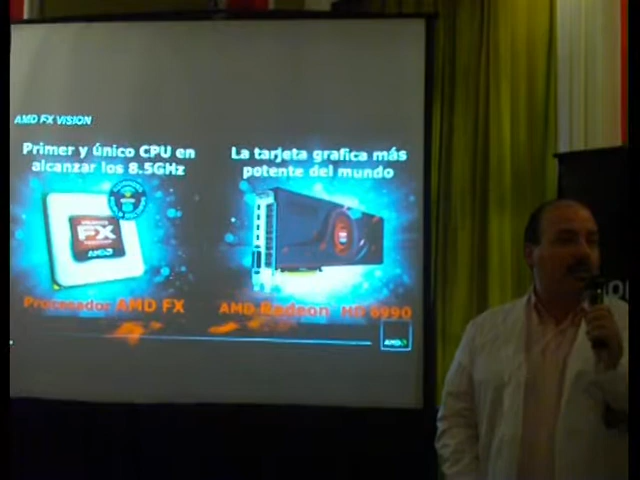 AMD FX VISION
Primer y único CPU en
alcanzar los 8.5GHz
La tarjeta grafica más
potente del mundo
FX
AMD
Procesador AMD FX
AMD Radeon HD 6990
AMD